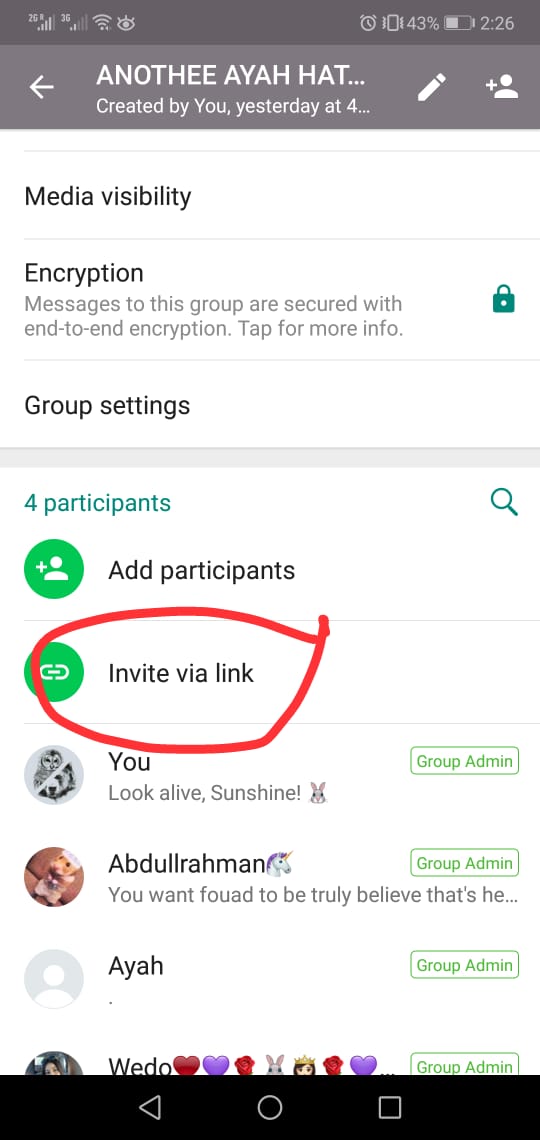 2G R 3G 43% 2:26
ANOTHEE AYAH HAT...
Created by You, yesterday at 4...
Media visibility
Encryption
Messages to this group are secured with
end-to-end encryption. Tap for more info.
Group settings
4 participants
Add participants
Invite via link
You Group Admin
Look alive, Sunshine! 🐰
Abdullrahman🦄 Group Admin
You want fouad to be truly believe that's he...
Ayah Group Admin
.
Wedo❤️💜🌹🐰👸🌹💜... Group Admin